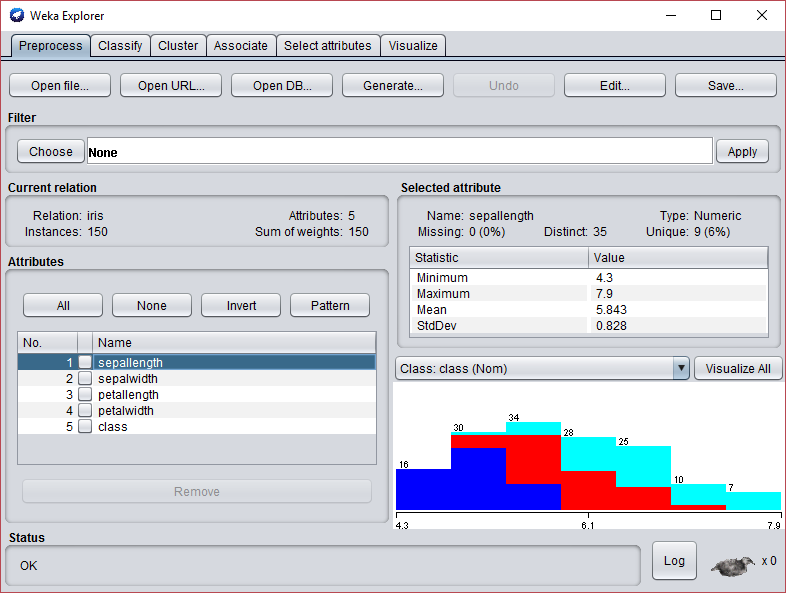 Weka Explorer
Preprocess Classify Cluster Associate Select attributes Visualize
Open file... Open URL... Open DB... Generate... Undo Edit... Save...
Filter
Choose None Apply
Current relation
Relation: iris Attributes: 5
Instances: 150 Sum of weights: 150
Attributes
All None Invert Pattern
No. Name
1 sepallength
2 sepalwidth
3 petallength
4 petalwidth
5 class
Remove
Selected attribute
Name: sepallength Type: Numeric
Missing: 0 (0%) Distinct: 35 Unique: 9 (6%)
Statistic Value
Minimum 4.3
Maximum 7.9
Mean 5.843
StdDev 0.828
Class: class (Nom) Visualize All
16 30 34 28 25 10 7
4.3 6.1 7.9
Status
OK Log x 0